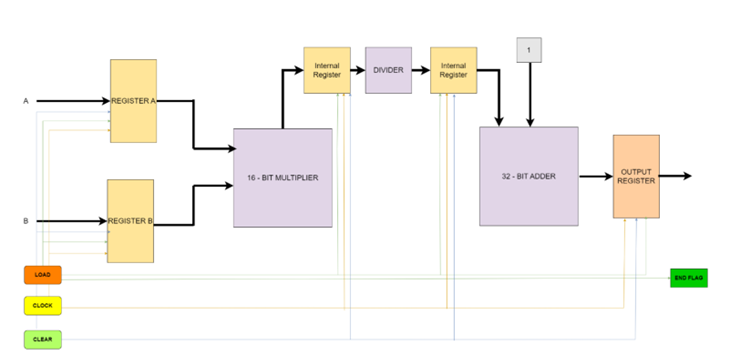 1
Internal
Register
DIVIDER
Internal
Register
A
REGISTER A
16 - BIT MULTIPLIER
32 - BIT ADDER
OUTPUT
REGISTER
B
REGISTER B
LOAD
END FLAG
CLOCK
CLEAR